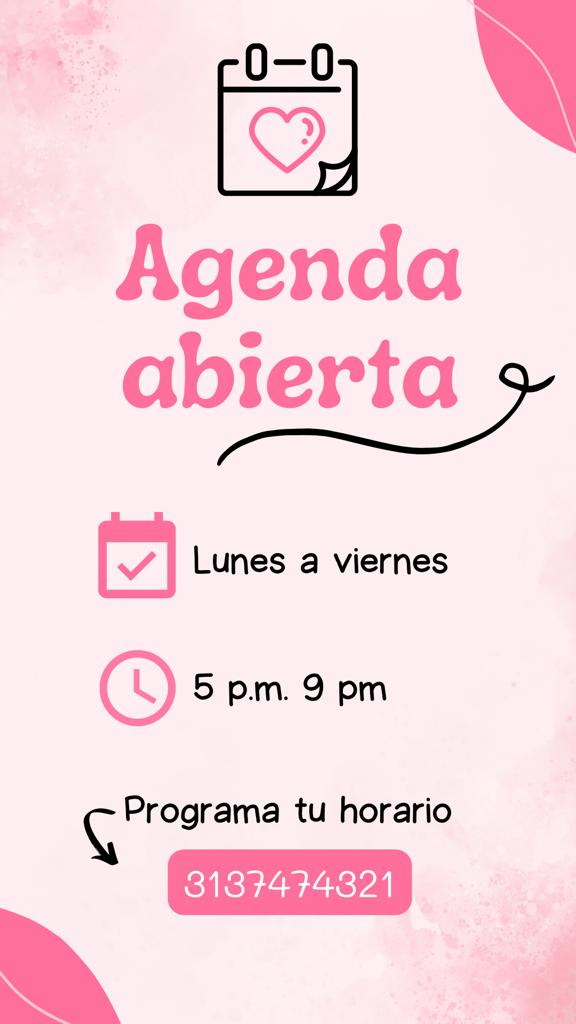 Agenda
abierta
Lunes a viernes
5 p.m. 9 pm
Programa tu horario
3137474321